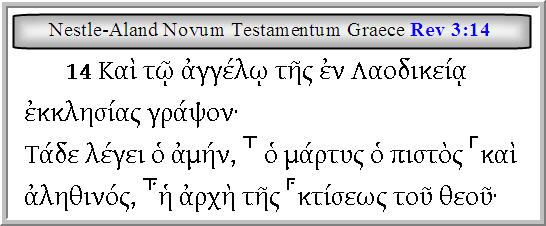 Nestle-Aland Novum Testamentum Graece Rev 3:14
14 Καὶ τῷ ἀγγέλῳ τῆς ἐν Λαοδικείᾳ
ἐκκλησίας γράψον·
Τάδε λέγει ὁ ἀμήν, ⸆ ὁ μάρτυς ὁ πιστὸς ⸀καὶ
ἀληθινός, ⸆ἡ ἀρχὴ τῆς ⸁κτίσεως τοῦ θεοῦ·